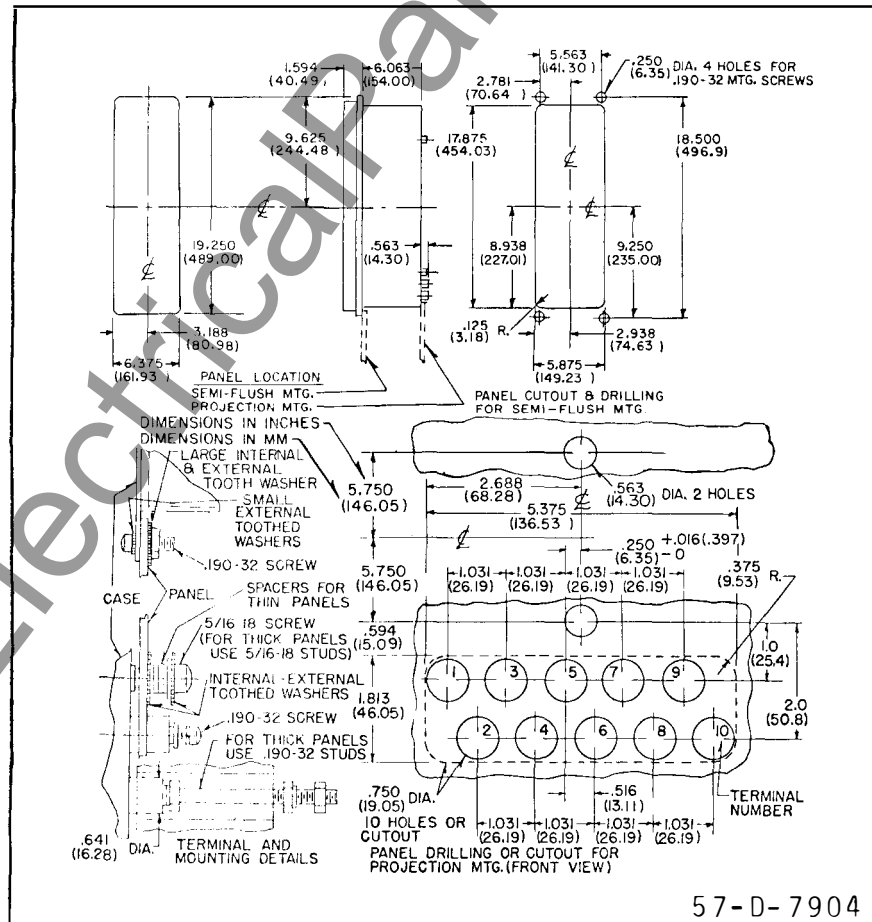 ElectricalPar
1.594
(40.49)
6.063
(154.00)
5.563
(141.30)
2.781
(70.64)
.250
(6.35)
DIA. 4 HOLES FOR
.190-32 MTG. SCREWS
9.625
(244.48)
17.875
(454.03)
18.500
(496.9)
19.250
(489.00)
.563
(14.30)
8.938
(227.01)
9.250
(235.00)
3.188
(80.98)
6.375
(161.93)
.125
(3.18)
R.
2.938
(74.63)
5.875
(149.23)
PANEL LOCATION
SEMI-FLUSH MTG.
PROJECTION MTG.
PANEL CUTOUT & DRILLING
FOR SEMI-FLUSH MTG.
DIMENSIONS IN INCHES
DIMENSIONS IN MM
LARGE INTERNAL
& EXTERNAL
TOOTH WASHER
SMALL
EXTERNAL
TOOTHED
WASHERS
.190-32 SCREW
CASE
PANEL
SPACERS FOR
THIN PANELS
5/16-18 SCREW
(FOR THICK PANELS
USE 5/16-18 STUDS)
INTERNAL-EXTERNAL
TOOTHED WASHERS
.190-32 SCREW
FOR THICK PANELS
USE .190-32 STUDS
.641
(16.28)
DIA.
TERMINAL AND
MOUNTING DETAILS
5.750
(146.05)
2.688
(68.28)
5.375
(136.53)
.563
(14.30)
DIA. 2 HOLES
.250
(6.35)
+.016(.397)
-0
5.750
(146.05)
1.031
(26.19)
1.031
(26.19)
1.031
(26.19)
1.031
(26.19)
.375
(9.53)
R.
.594
(15.09)
1.0
(25.4)
2.0
(50.8)
1.813
(46.05)
1
3
5
7
9
2
4
6
8
10
.750
(19.05)
DIA.
10 HOLES OR
CUTOUT
.516
(13.11)
1.031
(26.19)
1.031
(26.19)
1.031
(26.19)
1.031
(26.19)
TERMINAL
NUMBER
PANEL DRILLING OR CUTOUT FOR
PROJECTION MTG.(FRONT VIEW)
57-D-7904